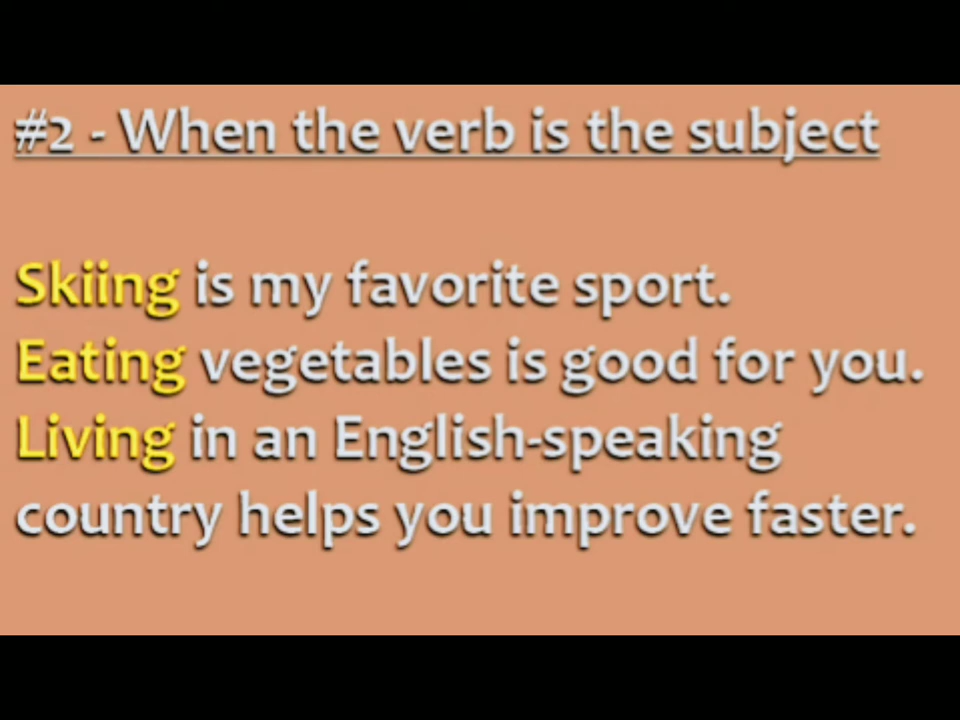 #2 - When the verb is the subject
Skiing is my favorite sport.
Eating vegetables is good for you.
Living in an English-speaking
country helps you improve faster.